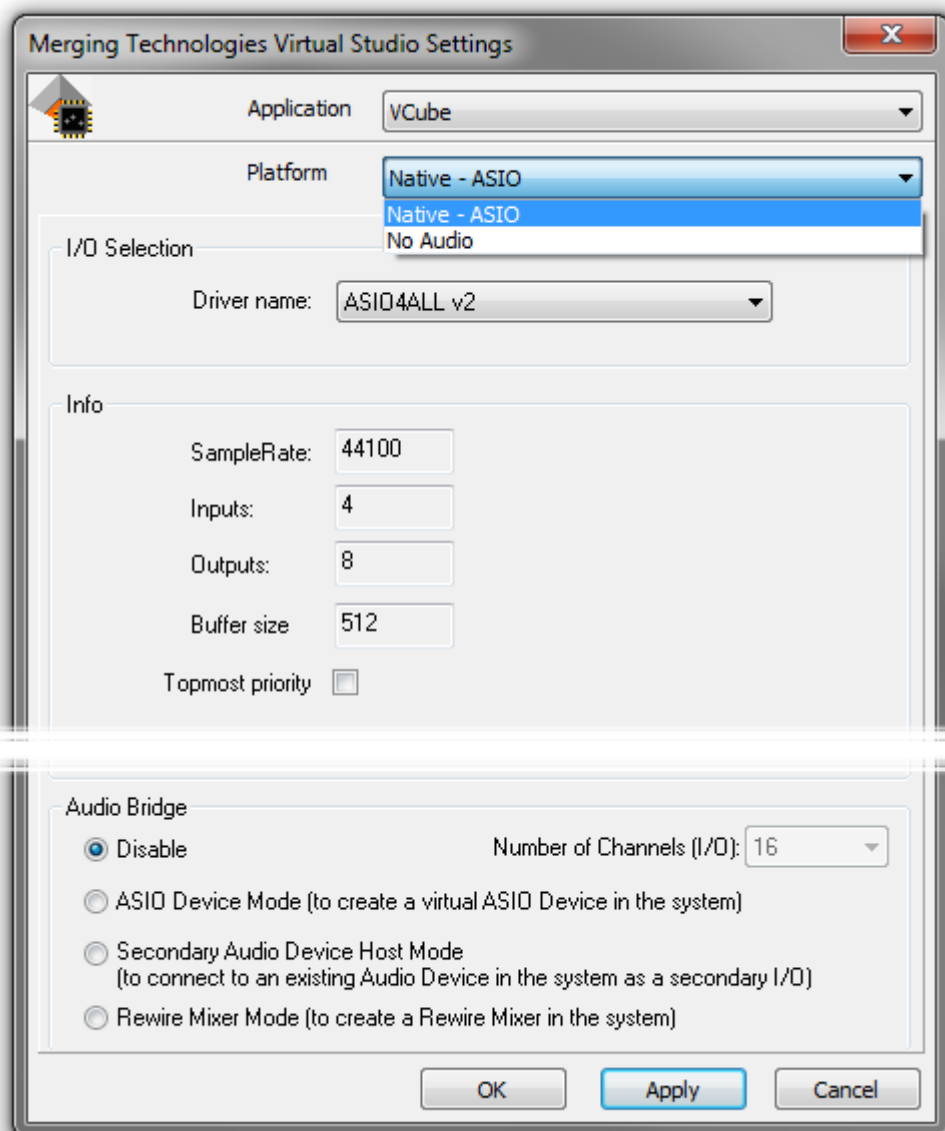 Merging Technologies Virtual Studio Settings
Application VCube
Platform Native - ASIO
Native - ASIO
No Audio
I/O Selection
Driver name: ASIO4ALL v2
Info
SampleRate: 44100
Inputs: 4
Outputs: 8
Buffer size 512
Topmost priority
Audio Bridge
Disable Number of Channels (I/O): 16
ASIO Device Mode (to create a virtual ASIO Device in the system)
Secondary Audio Device Host Mode
(to connect to an existing Audio Device in the system as a secondary I/O)
Rewire Mixer Mode (to create a Rewire Mixer in the system)
OK Apply Cancel